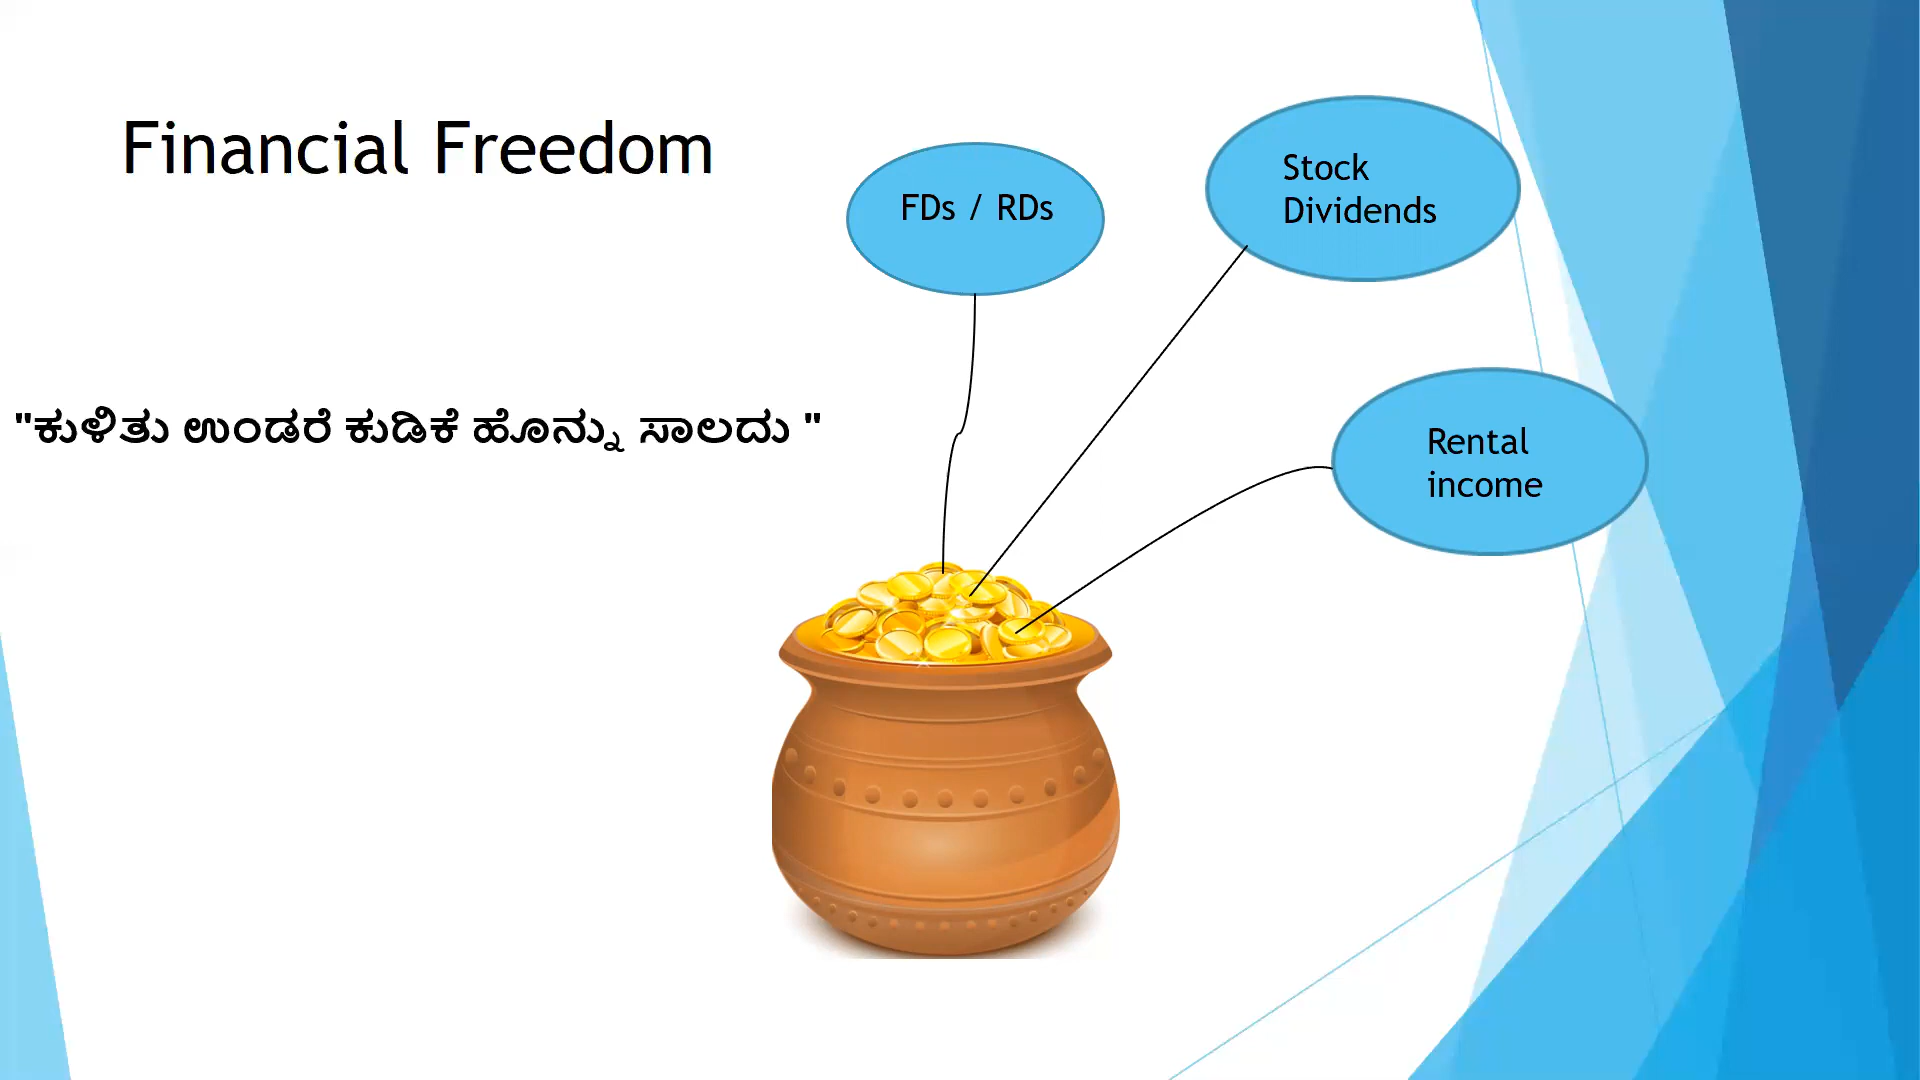 Financial Freedom
FDs / RDs
Stock
Dividends
"ಕುಳಿತು ಉಂಡರೆ ಕುಡಿಕೆ ಹೊನ್ನು ಸಾಲದು "
Rental
income